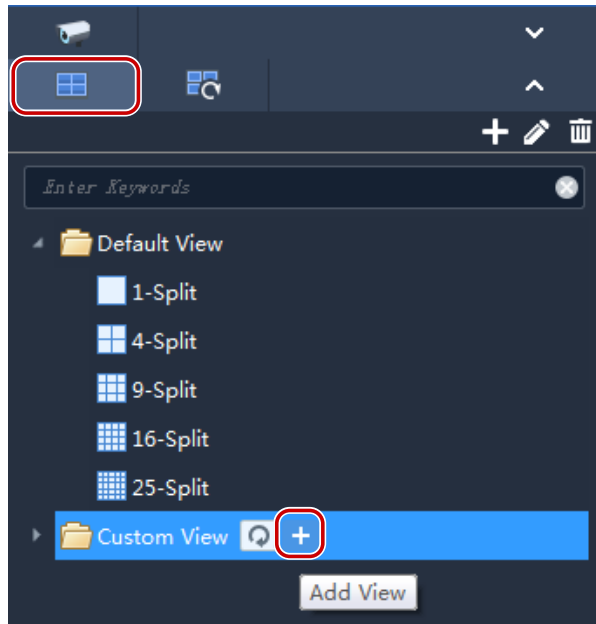 Enter Keywords
Default View
1-Split
4-Split
9-Split
16-Split
25-Split
Custom View
Add View